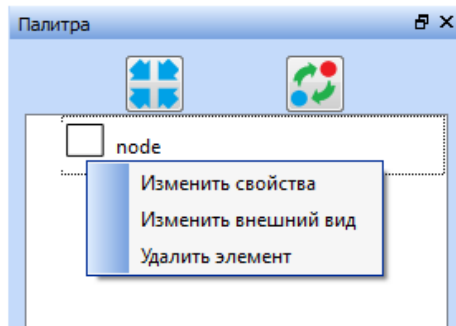 Палитра
node
Изменить свойства
Изменить внешний вид
Удалить элемент